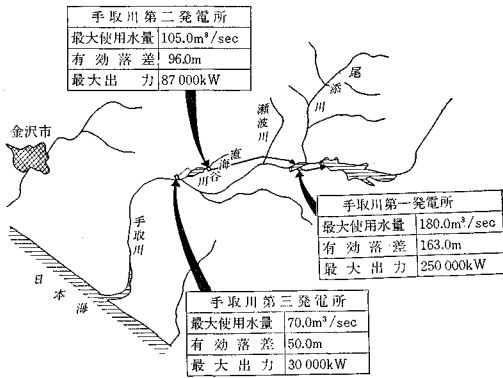 手取川第二発電所
最大使用水量 105.0m³/sec
有効落差 96.0m
最大出力 87 000kW
金沢市
尾添川
瀬波川
直海谷川
手取川
日本海
手取川第一発電所
最大使用水量 180.0m³/sec
有効落差 163.0m
最大出力 250 000kW
手取川第三発電所
最大使用水量 70.0m³/sec
有効落差 50.0m
最大出力 30 000kW